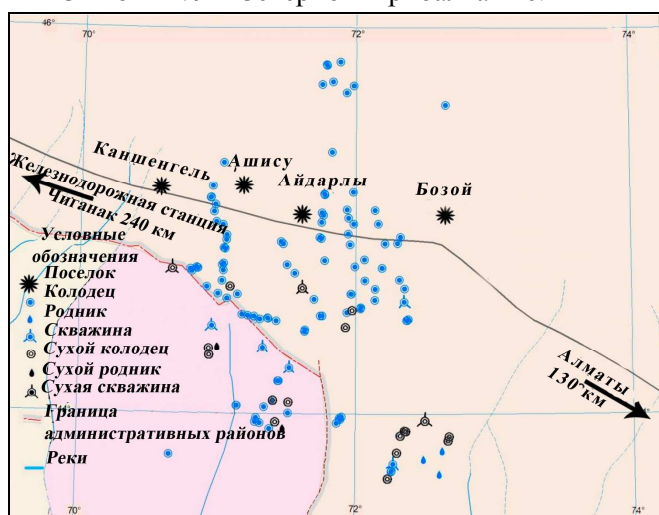 46°
70°
72°
74°
Каншенгель
Ашису
Айдарлы
Бозой
Железнодорожная станция
Чиганак 240 км
Условные
обозначения
Поселок
Колодец
Родник
Скважина
Сухой колодец
Сухой родник
Сухая скважина
Граница
административных районов
Реки
Алматы
130 км
70°
72°
74°